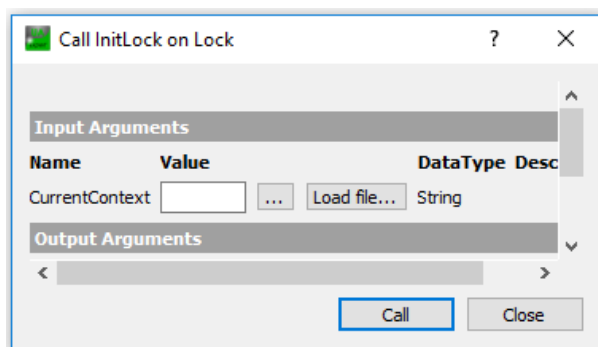 Call InitLock on Lock ?
Input Arguments
Name Value DataType Desc
CurrentContext ... Load file... String
Output Arguments
Call Close